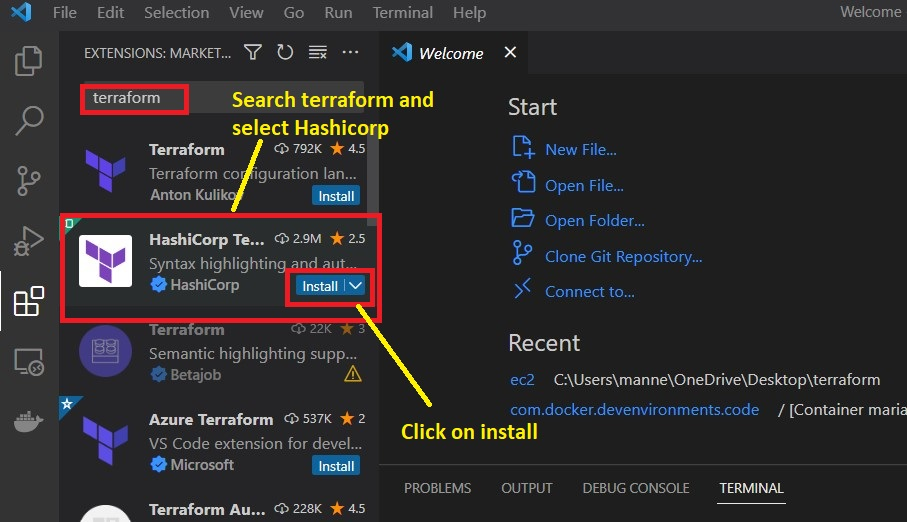 File Edit Selection View Go Run Terminal Help Welcome
EXTENSIONS: MARKET...
Welcome
terraform
Search terraform and
select Hashicorp
Terraform 792K 4.5
Terraform configuration lan...
Anton Kulikov Install
HashiCorp Te... 2.9M 2.5
Syntax highlighting and aut...
HashiCorp Install
Terraform 22K 3
Semantic highlighting supp...
Betajob
Azure Terraform 537K 2
VS Code extension for devel...
Microsoft Install
Terraform Au... 228K 4.5
Click on install
Start
New File...
Open File...
Open Folder...
Clone Git Repository...
Connect to...
Recent
ec2 C:\Users\manne\OneDrive\Desktop\terraform
com.docker.devenvironments.code / [Container maria
PROBLEMS OUTPUT DEBUG CONSOLE TERMINAL